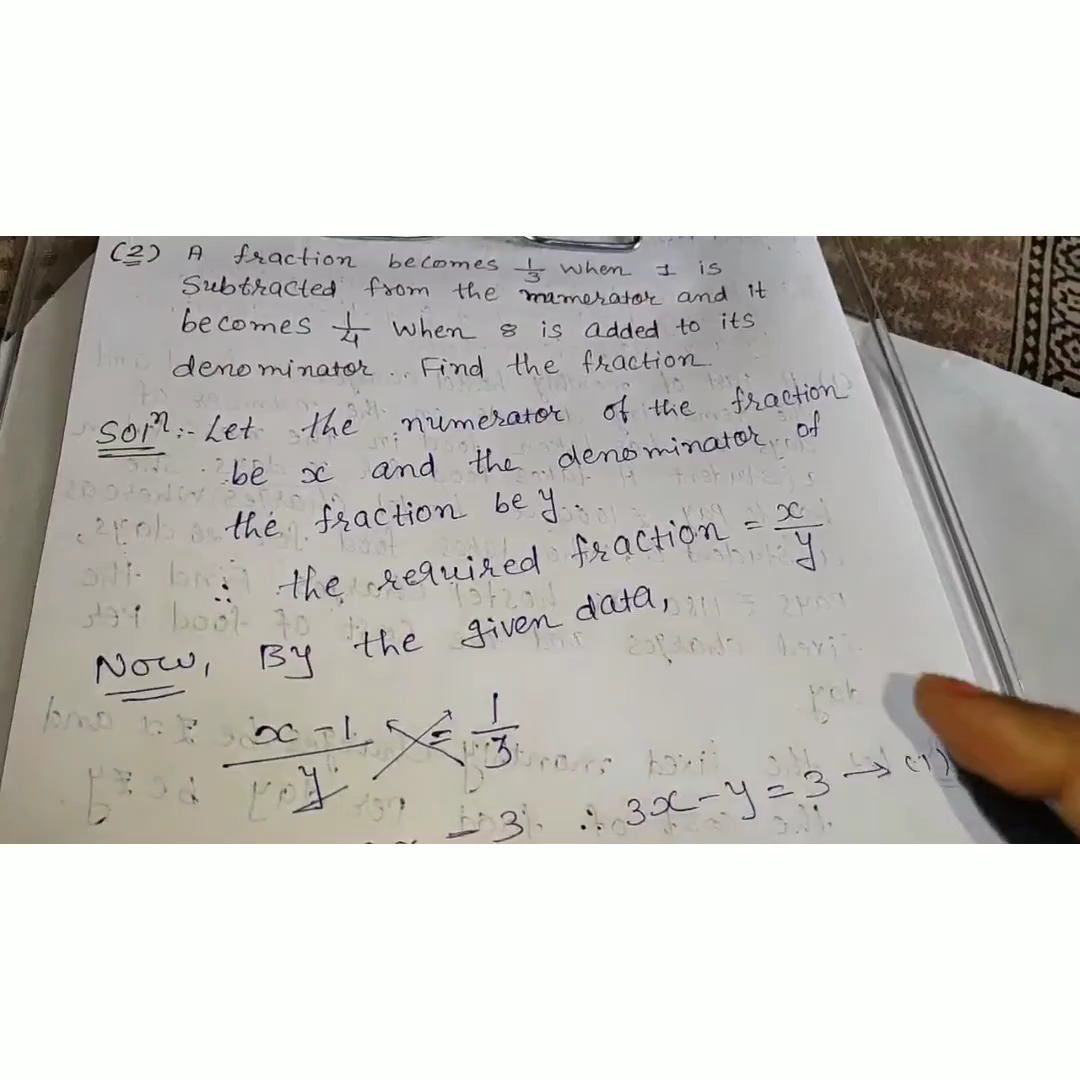 (2) A fraction becomes 1/3 when 1 is
Subtracted from the mamerator and it
becomes 1/4 when 8 is added to its
denominator.. Find the fraction
Solⁿ:- Let the numerator of the fraction
be x and the denominator of
the fraction be y.
∴ the required fraction = x/y
Now, By the given data,
x-1/y = 1/3
- 3 ∴ 3x-y=3 → (1)